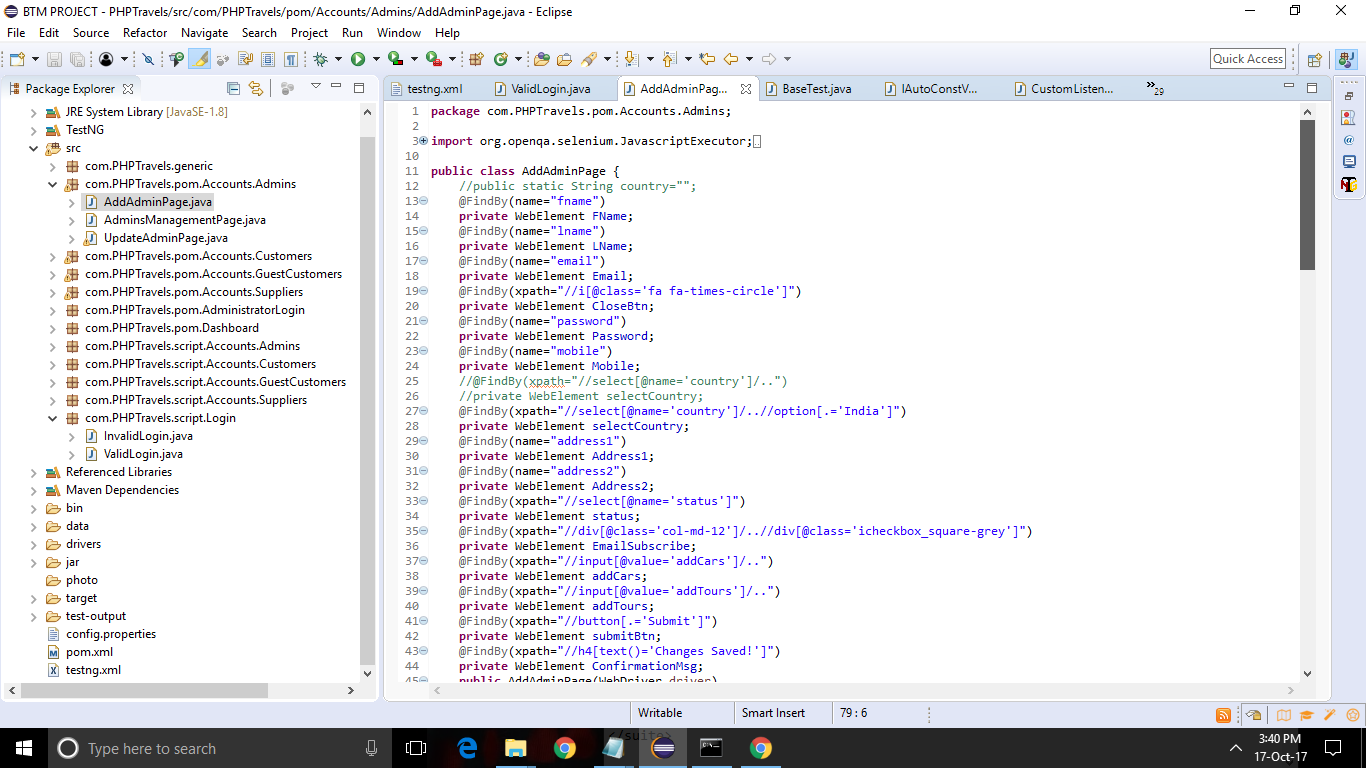 BTM PROJECT - PHPTravels/src/com/PHPTravels/pom/Accounts/Admins/AddAdminPage.java - Eclipse
File Edit Source Refactor Navigate Search Project Run Window Help
Quick Access
Package Explorer
JRE System Library [JavaSE-1.8]
TestNG
src
com.PHPTravels.generic
com.PHPTravels.pom.Accounts.Admins
AddAdminPage.java
AdminsManagementPage.java
UpdateAdminPage.java
com.PHPTravels.pom.Accounts.Customers
com.PHPTravels.pom.Accounts.GuestCustomers
com.PHPTravels.pom.Accounts.Suppliers
com.PHPTravels.pom.AdministratorLogin
com.PHPTravels.pom.Dashboard
com.PHPTravels.script.Accounts.Admins
com.PHPTravels.script.Accounts.Customers
com.PHPTravels.script.Accounts.GuestCustomers
com.PHPTravels.script.Accounts.Suppliers
com.PHPTravels.script.Login
InvalidLogin.java
ValidLogin.java
Referenced Libraries
Maven Dependencies
bin
data
drivers
jar
photo
target
test-output
config.properties
pom.xml
testng.xml
testng.xml ValidLogin.java AddAdminPag... BaseTest.java IAutoConstV... CustomListen... »29
1 package com.PHPTravels.pom.Accounts.Admins;
2
3 import org.openqa.selenium.JavascriptExecutor;
10
11 public class AddAdminPage {
12 //public static String country="";
13 @FindBy(name="fname")
14 private WebElement FName;
15 @FindBy(name="lname")
16 private WebElement LName;
17 @FindBy(name="email")
18 private WebElement Email;
19 @FindBy(xpath="//i[@class='fa fa-times-circle']")
20 private WebElement CloseBtn;
21 @FindBy(name="password")
22 private WebElement Password;
23 @FindBy(name="mobile")
24 private WebElement Mobile;
25 //@FindBy(xpath="//select[@name='country']/..")
26 //private WebElement selectCountry;
27 @FindBy(xpath="//select[@name='country']/..//option[.='India']")
28 private WebElement selectCountry;
29 @FindBy(name="address1")
30 private WebElement Address1;
31 @FindBy(name="address2")
32 private WebElement Address2;
33 @FindBy(xpath="//select[@name='status']")
34 private WebElement status;
35 @FindBy(xpath="//div[@class='col-md-12']/..//div[@class='icheckbox_square-grey']")
36 private WebElement EmailSubscribe;
37 @FindBy(xpath="//input[@value='addCars']/..")
38 private WebElement addCars;
39 @FindBy(xpath="//input[@value='addTours']/..")
40 private WebElement addTours;
41 @FindBy(xpath="//button[.='Submit']")
42 private WebElement submitBtn;
43 @FindBy(xpath="//h4[text()='Changes Saved!']")
44 private WebElement ConfirmationMsg;
45 public AddAdminPage(WebDriver driver)
Writable Smart Insert 79 : 6
</suite>
Type here to search
3:40 PM
17-Oct-17